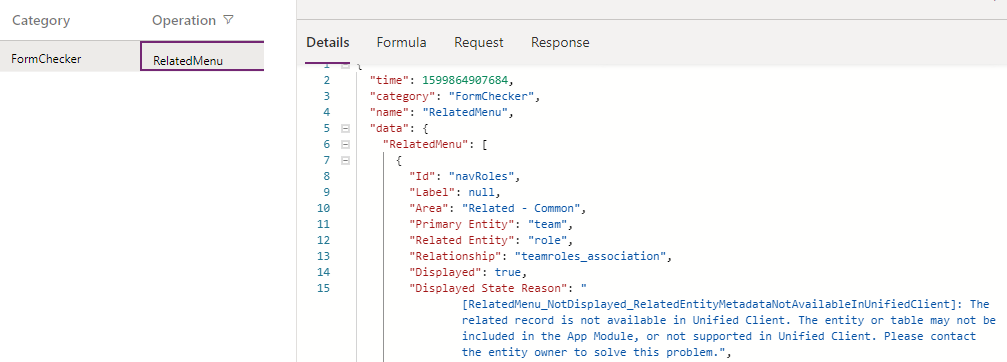 Category Operation
FormChecker RelatedMenu
Details Formula Request Response
1 {
2 "time": 1599864907684,
3 "category": "FormChecker",
4 "name": "RelatedMenu",
5 "data": {
6 "RelatedMenu": [
7 {
8 "Id": "navRoles",
9 "Label": null,
10 "Area": "Related - Common",
11 "Primary Entity": "team",
12 "Related Entity": "role",
13 "Relationship": "teamroles_association",
14 "Displayed": true,
15 "Displayed State Reason": "
[RelatedMenu_NotDisplayed_RelatedEntityMetadataNotAvailableInUnifiedClient]: The
related record is not available in Unified Client. The entity or table may not be
included in the App Module, or not supported in Unified Client. Please contact
the entity owner to solve this problem.",